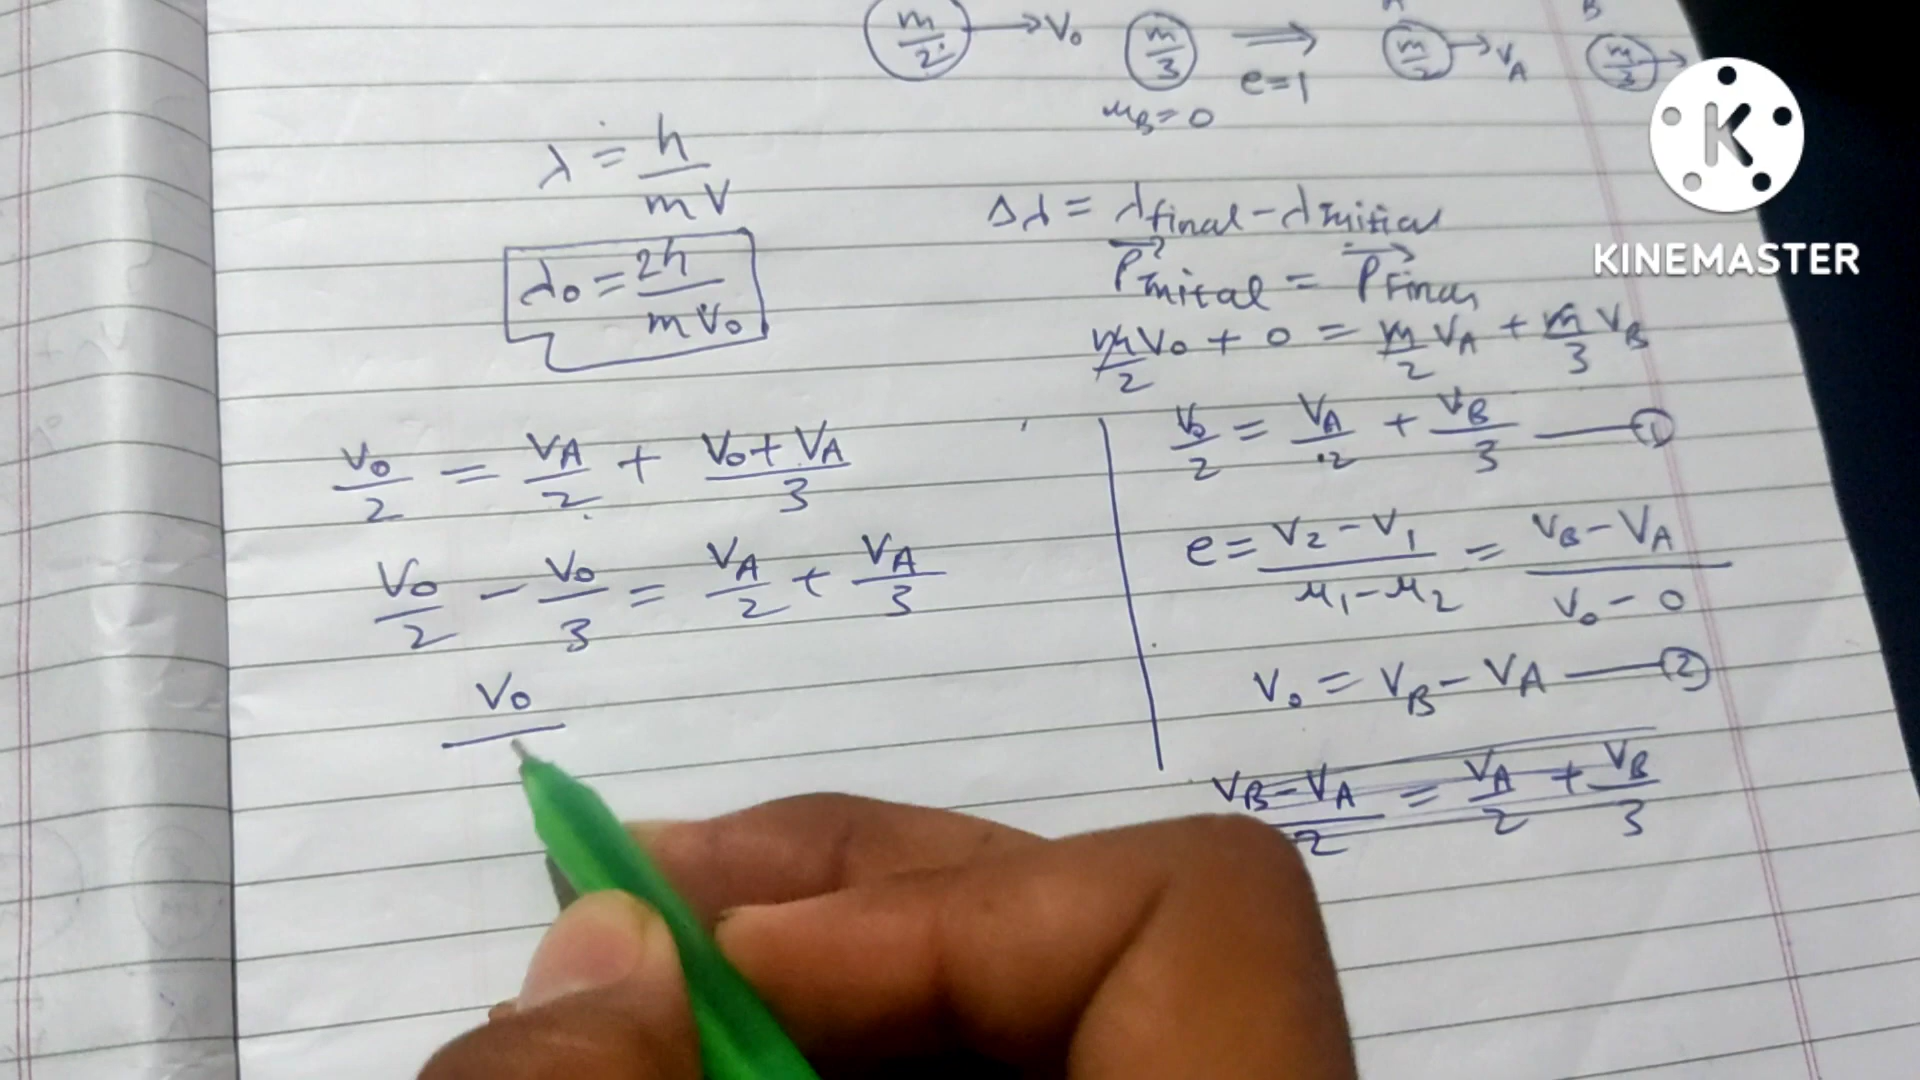 A B
m/2 → V₀ m/3 ⟹ m/2 → V_A m/3 →
e=1
u_B=0
λ = h/mV
λ₀ = 2h/mV₀
Δλ = λfinal - λInitial
P⃗Initial = P⃗Final
m/2 V₀ + 0 = m/2 V_A + m/3 V_B
V₀/2 = V_A/2 + V_B/3 — ①
e = V₂-V₁/u₁-u₂ = V_B-V_A/V₀-0
V₀ = V_B - V_A — ②
V_B-V_A/2 = V_A/2 + V_B/3
V₀/2 = V_A/2 + V₀+V_A/3
V₀/2 - V₀/3 = V_A/2 + V_A/3
V₀
K
KINEMASTER